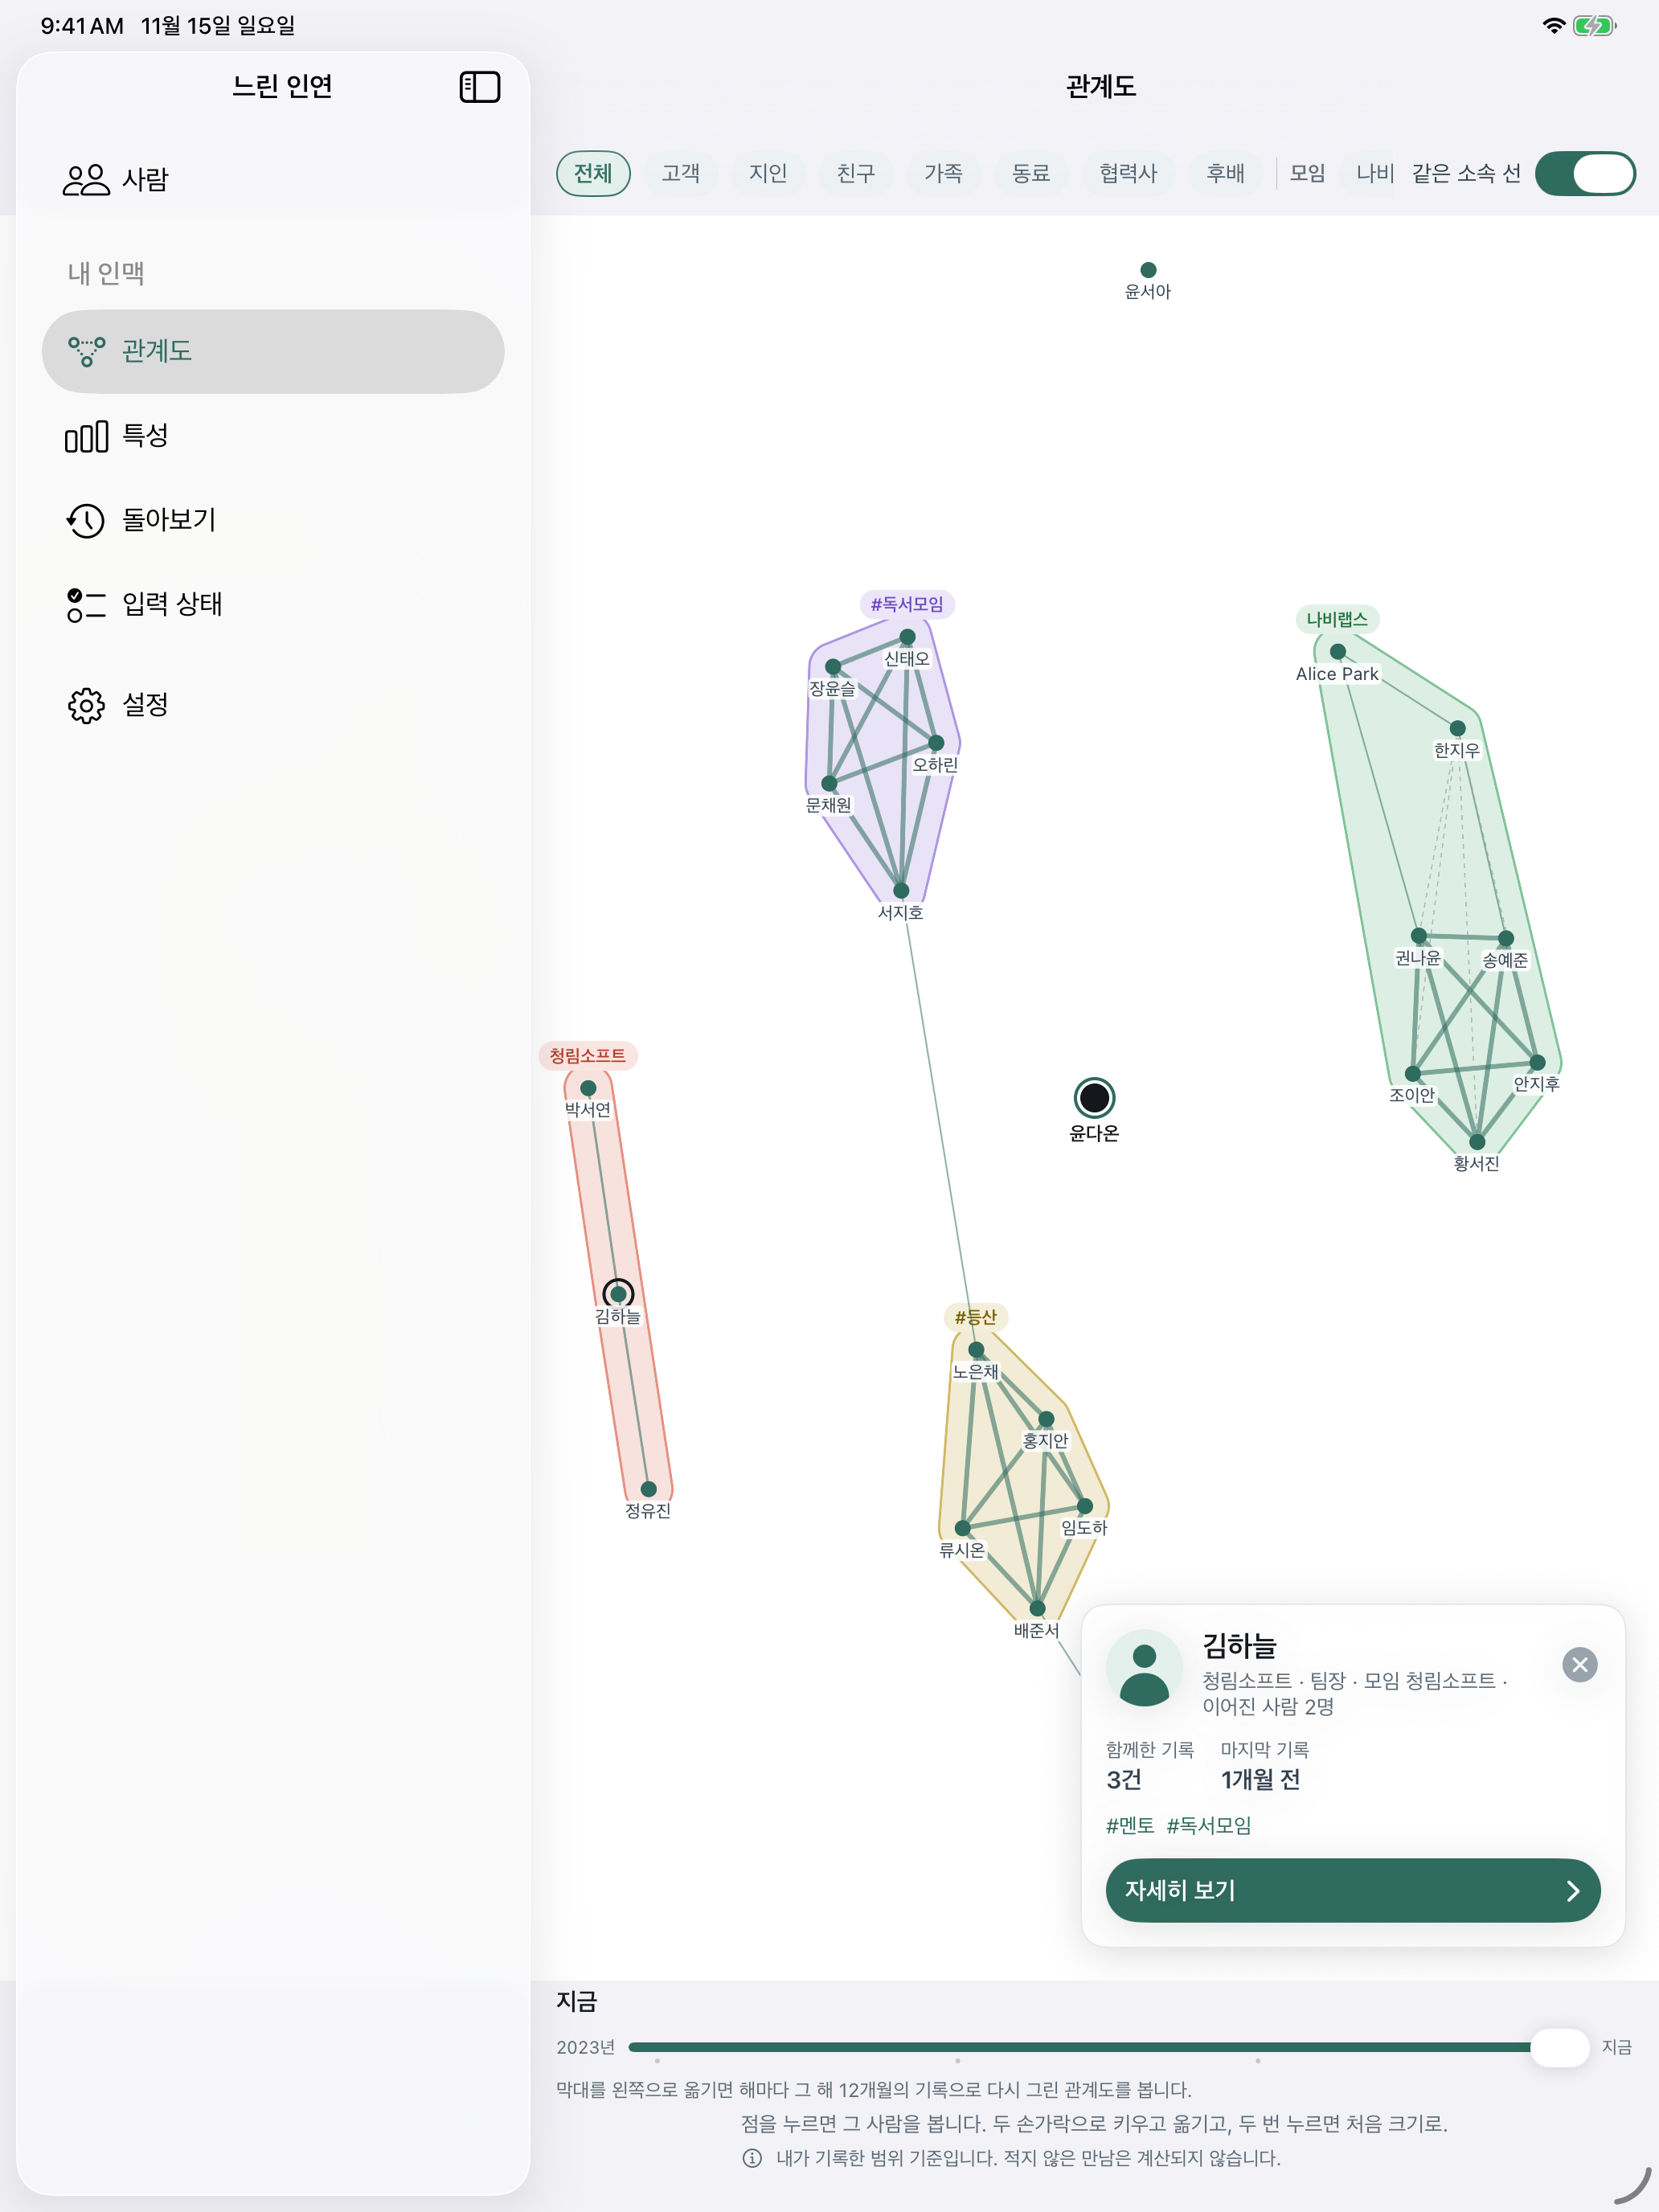 9:41 AM 11월 15일 일요일
느린 인연
사람
내 인맥
관계도
특성
돌아보기
입력 상태
설정
관계도
전체 고객 지인 친구 가족 동료 협력사 후배 모임 나비 같은 소속 선
윤서아
#독서모임
신태오
장윤슬
오하린
문채원
서지호
나비랩스
Alice Park
한지우
권나윤
송예준
조이안
안지후
황서진
청림소프트
박서연
김하늘
정유진
윤다온
#등산
노은채
홍지안
임도하
류시온
배준서
김하늘
청림소프트 · 팀장 · 모임 청림소프트 ·
이어진 사람 2명
함께한 기록 마지막 기록
3건 1개월 전
#멘토 #독서모임
자세히 보기
지금
2023년 지금
막대를 왼쪽으로 옮기면 해마다 그 해 12개월의 기록으로 다시 그린 관계도를 봅니다.
점을 누르면 그 사람을 봅니다. 두 손가락으로 키우고 옮기고, 두 번 누르면 처음 크기로.
내가 기록한 범위 기준입니다. 적지 않은 만남은 계산되지 않습니다.